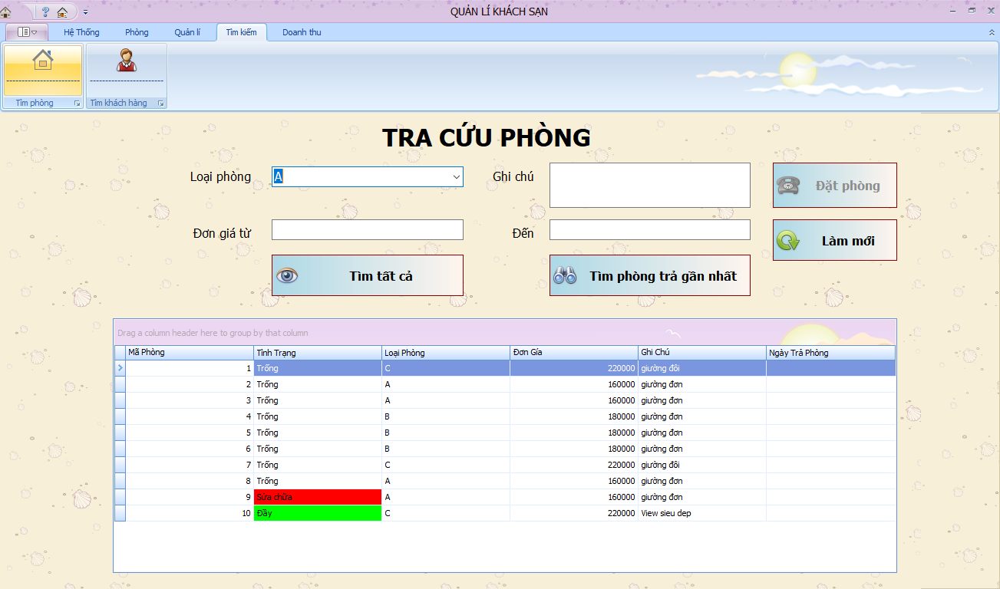 QUẢN LÍ KHÁCH SẠN
Hệ Thống Phòng Quản lí Tìm kiếm Doanh thu
Tìm phòng Tìm khách hàng
TRA CỨU PHÒNG
Loại phòng A Ghi chú Đặt phòng
Đơn giá từ Đến Làm mới
Tìm tất cả Tìm phòng trả gần nhất
Drag a column header here to group by that column
Mã Phòng Tình Trạng Loại Phòng Đơn Gía Ghi Chú Ngày Trả Phòng
1 Trống C 220000 giường đôi
2 Trống A 160000 giường đơn
3 Trống A 160000 giường đơn
4 Trống B 180000 giường đơn
5 Trống B 180000 giường đơn
6 Trống B 180000 giường đơn
7 Trống C 220000 giường đôi
8 Trống A 160000 giường đơn
9 Sửa chữa A 160000 giường đơn
10 Đầy C 220000 View sieu dep